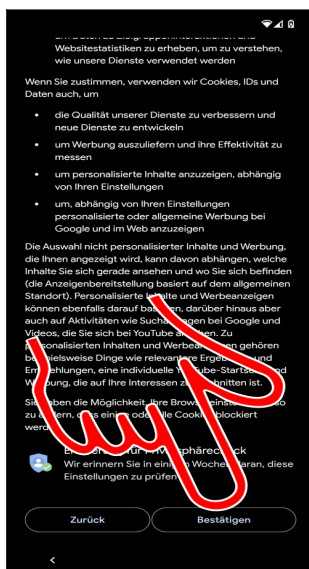 um Daten zu Zielgruppeninteraktionen und
Websitestatistiken zu erheben, um zu verstehen,
wie unsere Dienste verwendet werden
Wenn Sie zustimmen, verwenden wir Cookies, IDs und
Daten auch, um
• die Qualität unserer Dienste zu verbessern und
neue Dienste zu entwickeln
• um Werbung auszuliefern und ihre Effektivität zu
messen
• um personalisierte Inhalte anzuzeigen, abhängig
von Ihren Einstellungen
• um, abhängig von Ihren Einstellungen
personalisierte oder allgemeine Werbung bei
Google und im Web anzuzeigen
Die Auswahl nicht personalisierter Inhalte und Werbung,
die Ihnen angezeigt wird, kann davon abhängen, welche
Inhalte Sie sich gerade ansehen und wo Sie sich befinden
(die Anzeigenbereitstellung basiert auf dem allgemeinen
Standort). Personalisierte Inhalte und Werbeanzeigen
können ebenfalls darauf basieren, darüber hinaus aber
auch auf Aktivitäten wie Suchanfragen bei Google und
Videos, die Sie sich bei YouTube ansehen. Zu
personalisierten Inhalten und Werbeanzeigen gehören
beispielsweise Dinge wie relevantere Ergebnisse und
Empfehlungen, eine individuelle YouTube-Startseite und
Werbung, die auf Ihre Interessen zugeschnitten ist.
Sie haben die Möglichkeit, Ihre Browsereinstellungen so
zu ändern, dass einige oder alle Cookies blockiert
werden
Erinnerung für Privatsphärecheck
Wir erinnern Sie in einigen Wochen daran, diese
Einstellungen zu prüfen
Zurück
Bestätigen